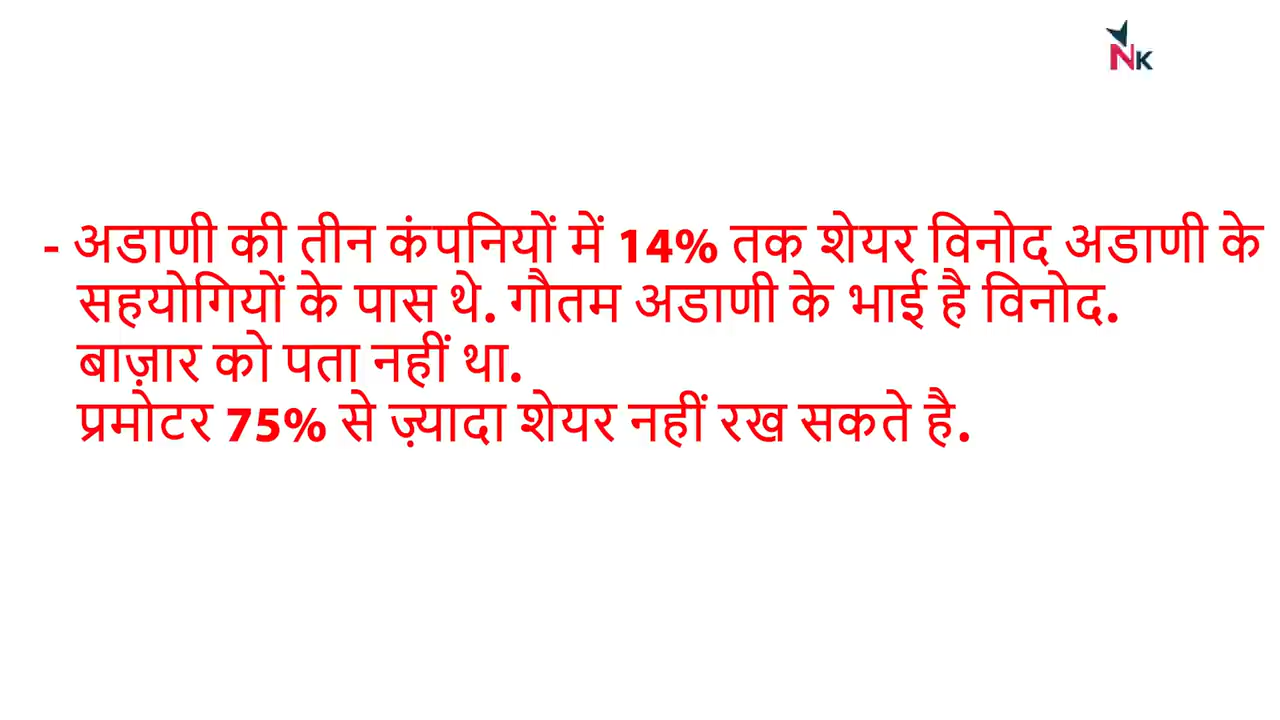 NK
- अडाणी की तीन कंपनियों में 14% तक शेयर विनोद अडाणी के
सहयोगियों के पास थे. गौतम अडाणी के भाई है विनोद.
बाज़ार को पता नहीं था.
प्रमोटर 75% से ज़्यादा शेयर नहीं रख सकते है.